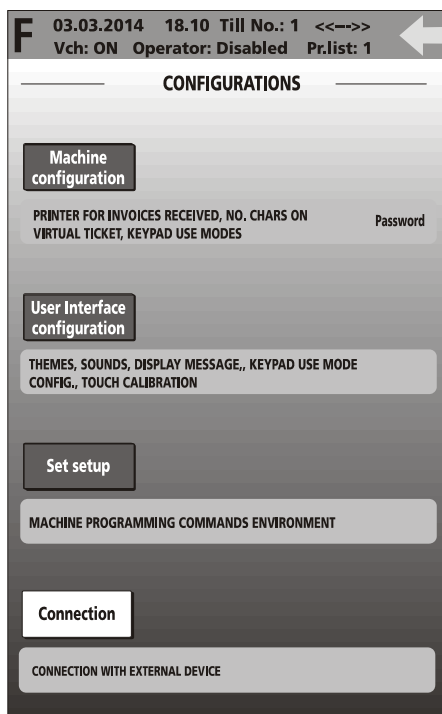 F 03.03.2014 18.10 Till No.: 1 <<-->>
Vch: ON Operator: Disabled Pr.list: 1
CONFIGURATIONS
Machine
configuration
PRINTER FOR INVOICES RECEIVED, NO. CHARS ON
VIRTUAL TICKET, KEYPAD USE MODES
Password
User Interface
configuration
THEMES, SOUNDS, DISPLAY MESSAGE,, KEYPAD USE MODE
CONFIG., TOUCH CALIBRATION
Set setup
MACHINE PROGRAMMING COMMANDS ENVIRONMENT
Connection
CONNECTION WITH EXTERNAL DEVICE